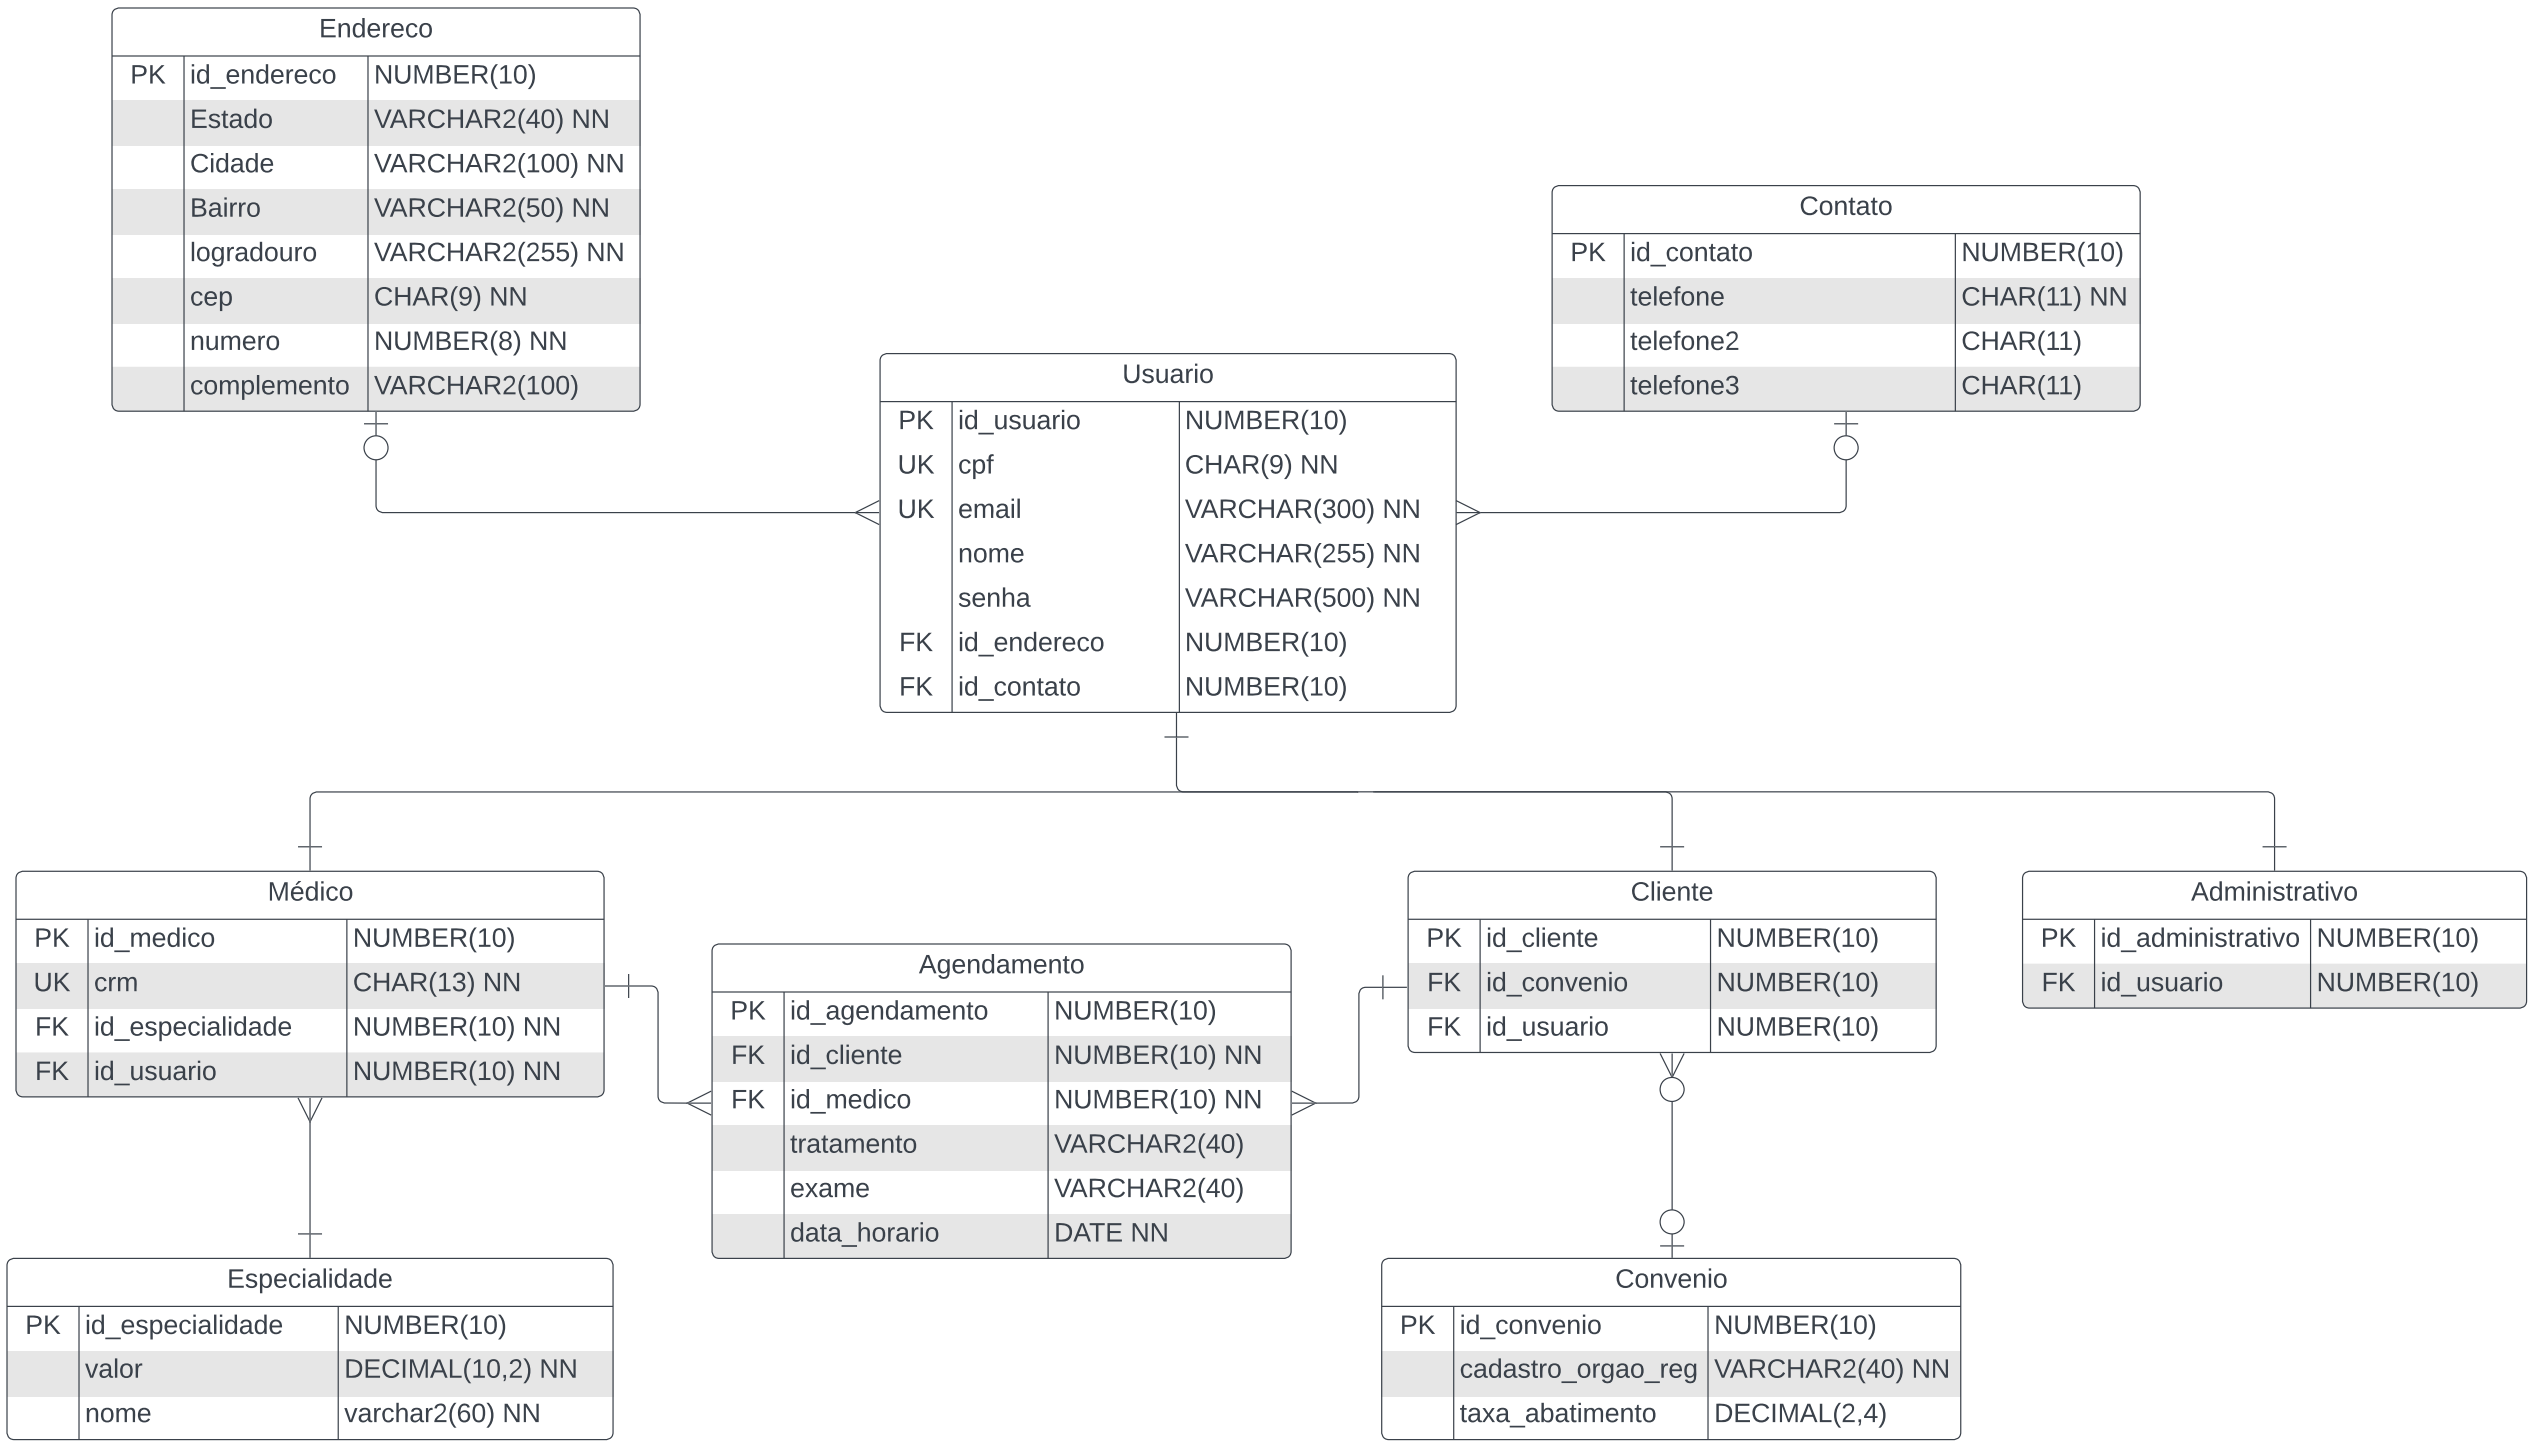 Endereco
PK id_endereco NUMBER(10)
Estado VARCHAR2(40) NN
Cidade VARCHAR2(100) NN
Bairro VARCHAR2(50) NN
logradouro VARCHAR2(255) NN
cep CHAR(9) NN
numero NUMBER(8) NN
complemento VARCHAR2(100)
Contato
PK id_contato NUMBER(10)
telefone CHAR(11) NN
telefone2 CHAR(11)
telefone3 CHAR(11)
Usuario
PK id_usuario NUMBER(10)
UK cpf CHAR(9) NN
UK email VARCHAR(300) NN
nome VARCHAR(255) NN
senha VARCHAR(500) NN
FK id_endereco NUMBER(10)
FK id_contato NUMBER(10)
Médico
PK id_medico NUMBER(10)
UK crm CHAR(13) NN
FK id_especialidade NUMBER(10) NN
FK id_usuario NUMBER(10) NN
Agendamento
PK id_agendamento NUMBER(10)
FK id_cliente NUMBER(10) NN
FK id_medico NUMBER(10) NN
tratamento VARCHAR2(40)
exame VARCHAR2(40)
data_horario DATE NN
Cliente
PK id_cliente NUMBER(10)
FK id_convenio NUMBER(10)
FK id_usuario NUMBER(10)
Administrativo
PK id_administrativo NUMBER(10)
FK id_usuario NUMBER(10)
Especialidade
PK id_especialidade NUMBER(10)
valor DECIMAL(10,2) NN
nome varchar2(60) NN
Convenio
PK id_convenio NUMBER(10)
cadastro_orgao_reg VARCHAR2(40) NN
taxa_abatimento DECIMAL(2,4)